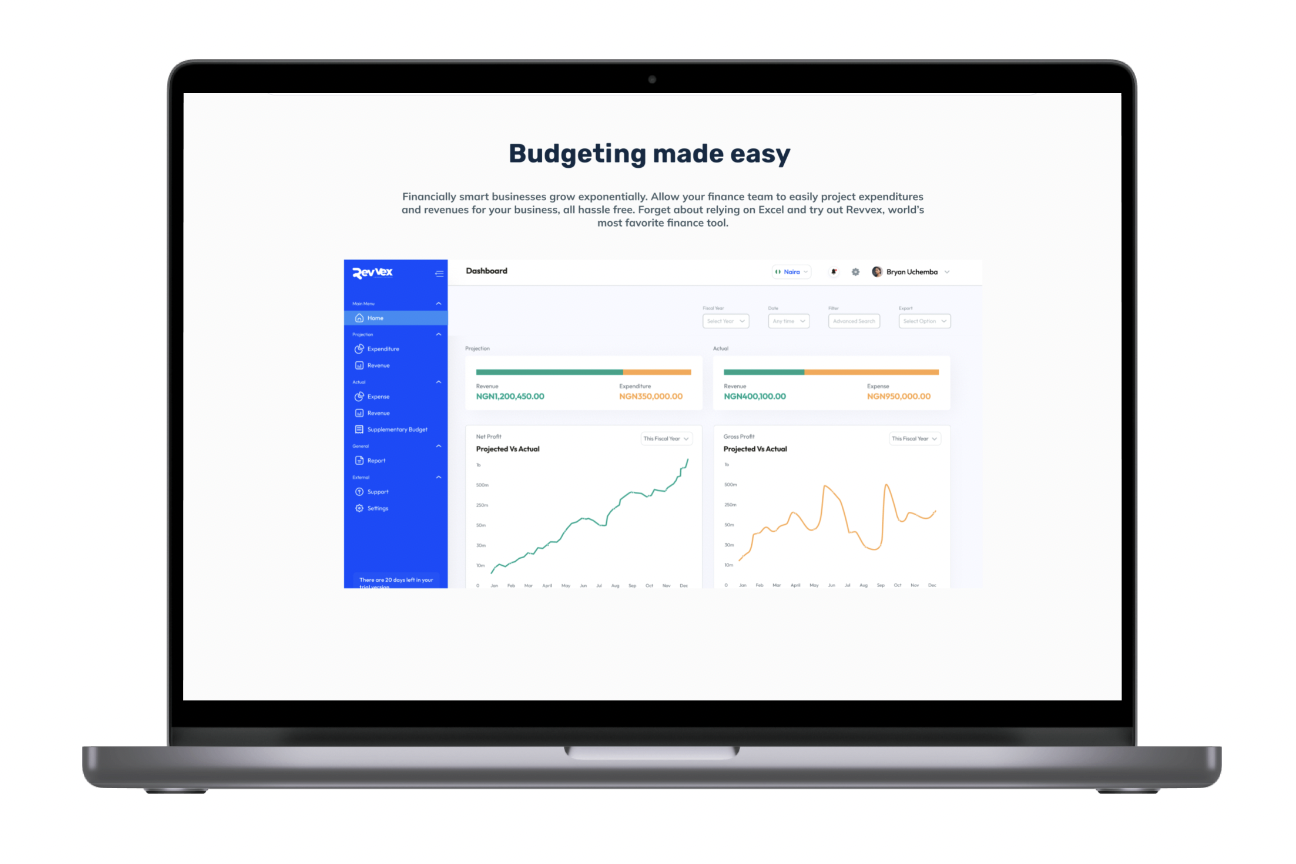 Budgeting made easy
Financially smart businesses grow exponentially. Allow your finance team to easily project expenditures
and revenues for your business, all hassle free. Forget about relying on Excel and try out Revvex, world's
most favorite finance tool.
RevVex
Dashboard
Naira
Bryan Uchemba
Main Menu
Home
Projection
Expenditure
Revenue
Actual
Expense
Revenue
Supplementary Budget
General
Report
External
Support
Settings
There are 20 days left in your
trial version
Fiscal Year
Date
Filter
Export
Select Year
Any time
Advanced Search
Select Option
Projection
Revenue
Expenditure
NGN1,200,450.00
NGN350,000.00
Actual
Revenue
Expense
NGN400,100.00
NGN950,000.00
Net Profit
This Fiscal Year
Projected Vs Actual
1b
500m
250m
50m
30m
10m
0 Jan Feb Mar April May Jun Jul Aug Sep Oct Nov Dec
Gross Profit
This Fiscal Year
Projected Vs Actual
1b
500m
250m
50m
30m
10m
0 Jan Feb Mar April May Jun Jul Aug Sep Oct Nov Dec